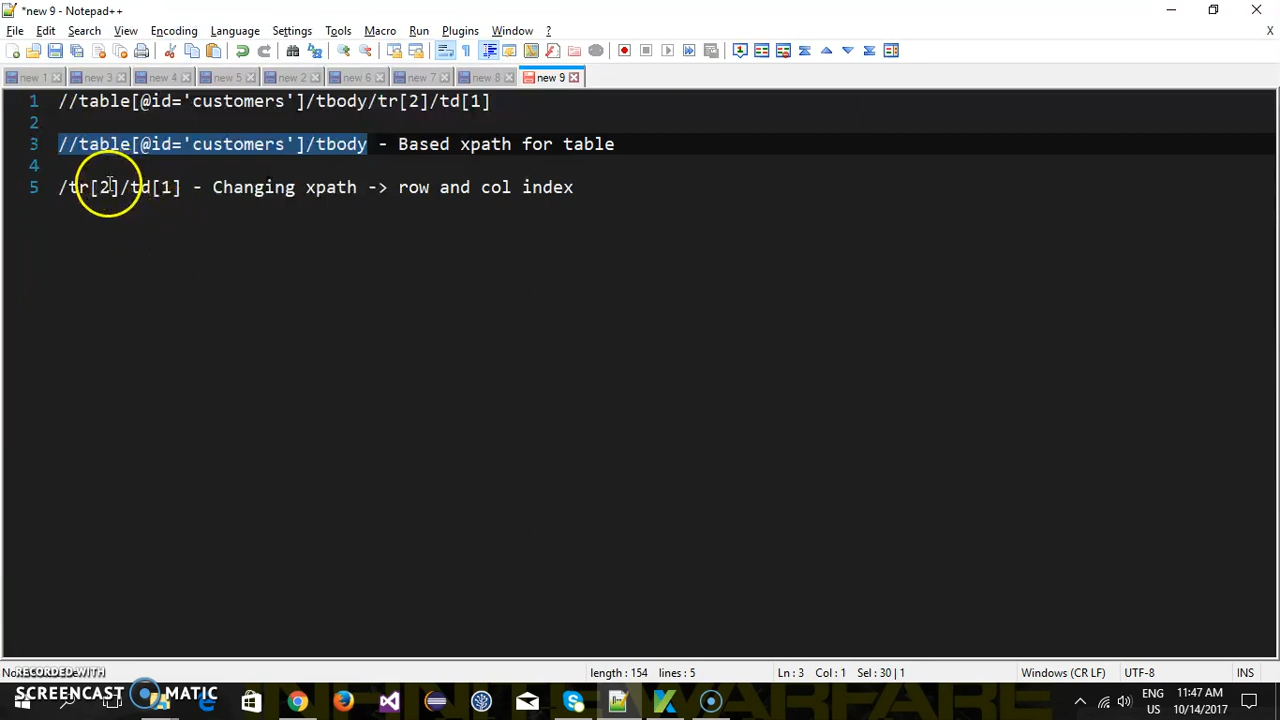 *new 9 - Notepad++
File Edit Search View Encoding Language Settings Tools Macro Run Plugins Window ?
X
new 1 new 3 new 4 new 5 new 2 new 6 new 7 new 8 new 9
1 //table[@id='customers']/tbody/tr[2]/td[1]
2
3 //table[@id='customers']/tbody - Based xpath for table
4
5 /tr[2]/td[1] - Changing xpath -> row and col index
length : 154 lines : 5 Ln : 3 Col : 1 Sel : 30 | 1 Windows (CR LF) UTF-8 INS
RECORDED WITH
SCREENCAST MATIC
INFINITE WARFARE
ENG 11:47 AM
US 10/14/2017